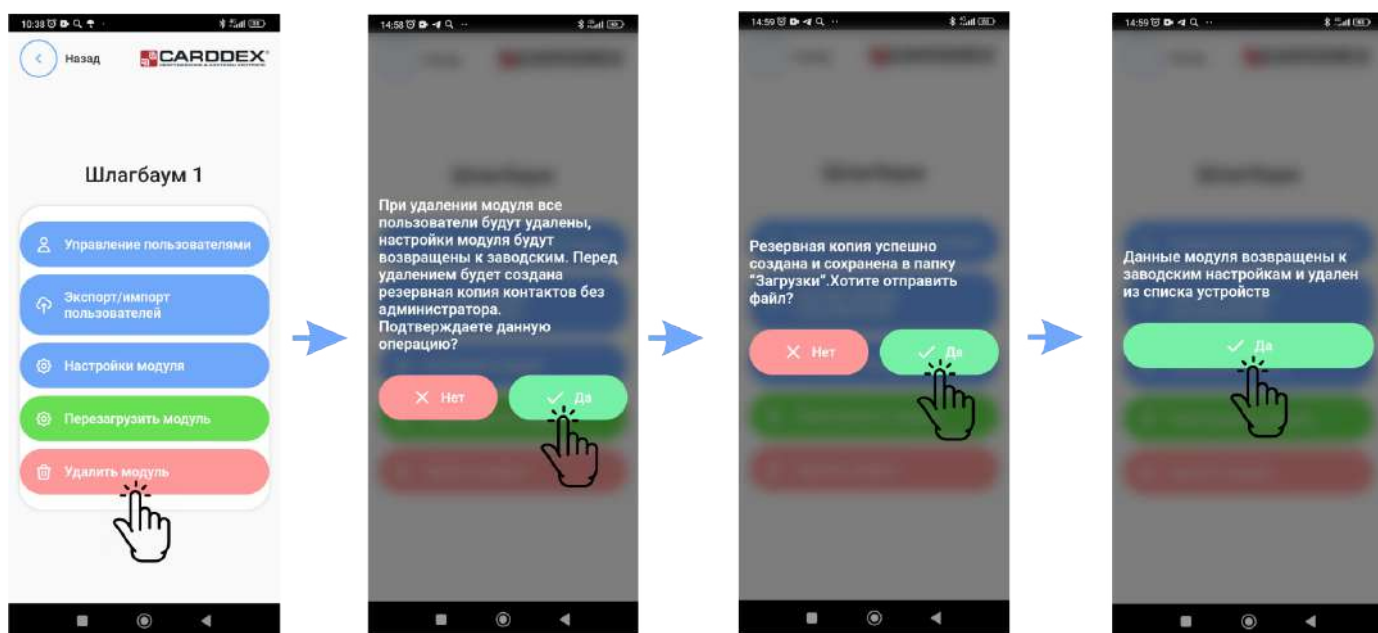 10:38
Назад
CARDDEX
Шлагбаум 1
Управление пользователями
Экспорт/импорт
пользователей
Настройки модуля
Перезагрузить модуль
Удалить модуль
14:58
При удалении модуля все
пользователи будут удалены,
настройки модуля будут
возвращены к заводским. Перед
удалением будет создана
резервная копия контактов без
администратора.
Подтверждаете данную
операцию?
Нет
Да
14:59
Резервная копия успешно
создана и сохранена в папку
"Загрузки".Хотите отправить
файл?
Нет
Да
14:59
Данные модуля возвращены к
заводским настройкам и удален
из списка устройств
Да